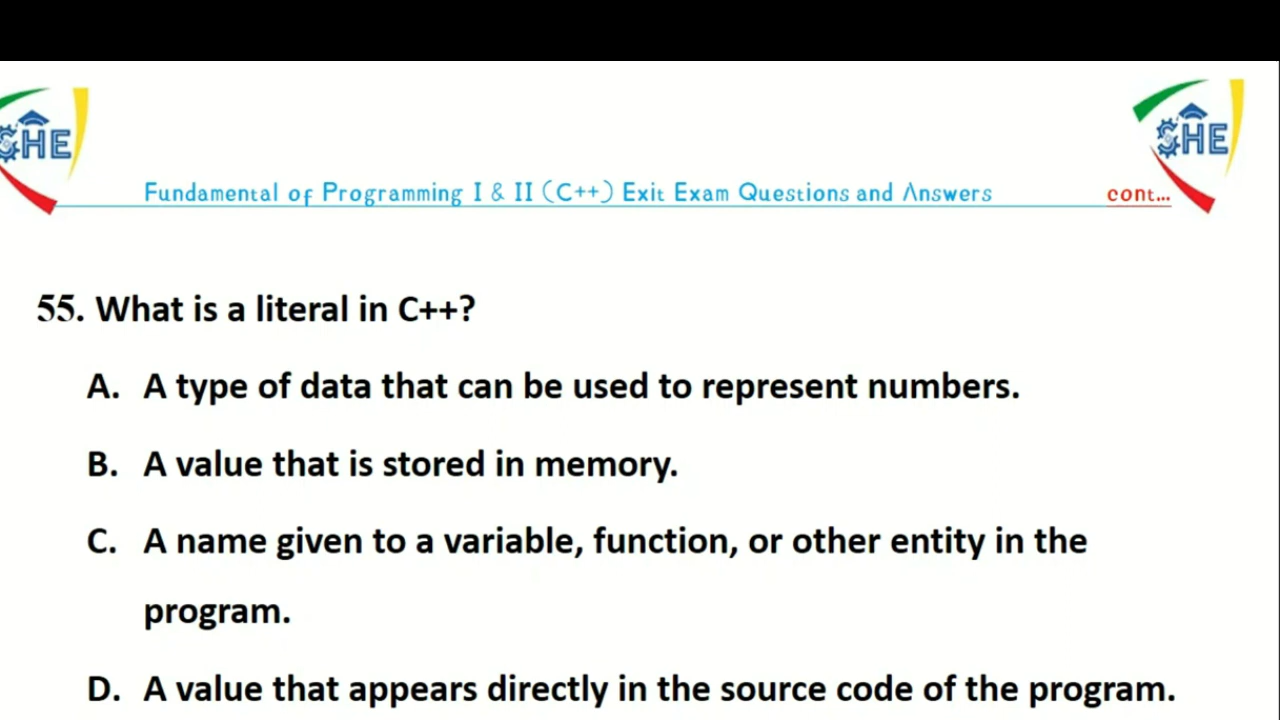 SHE
SHE
Fundamental of Programming I & II (C++) Exit Exam Questions and Answers cont...
55. What is a literal in C++?
A. A type of data that can be used to represent numbers.
B. A value that is stored in memory.
C. A name given to a variable, function, or other entity in the
program.
D. A value that appears directly in the source code of the program.